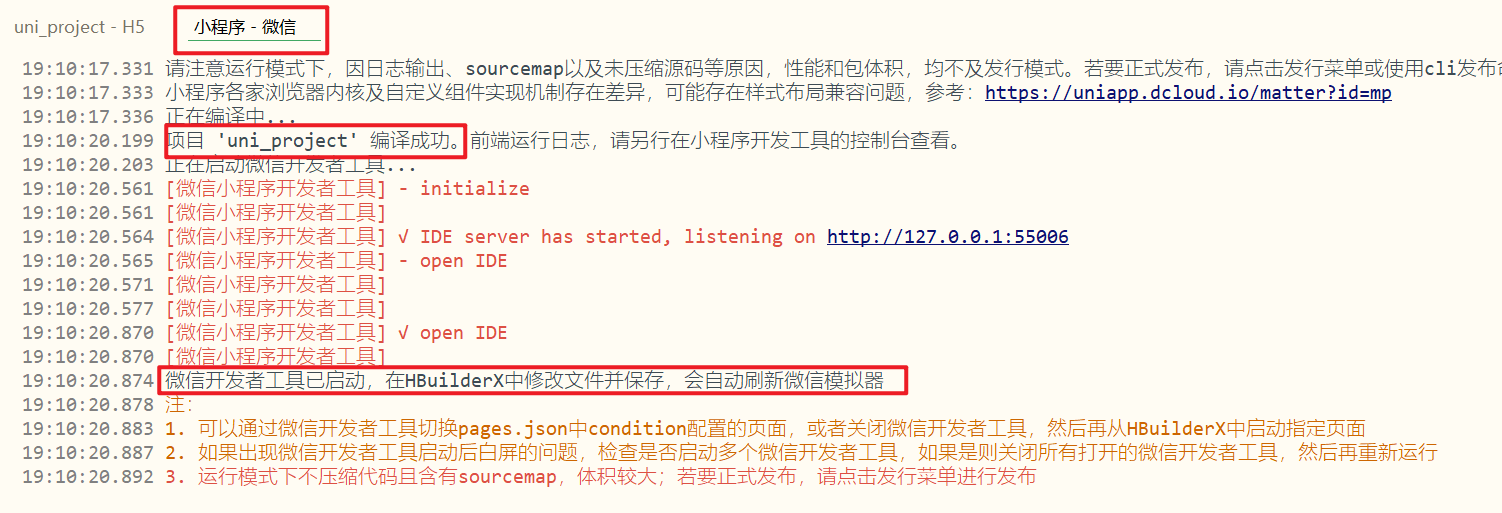 uni_project - H5 小程序 - 微信
19:10:17.331 请注意运行模式下，因日志输出、sourcemap以及未压缩源码等原因，性能和包体积，均不及发行模式。若要正式发布，请点击发行菜单或使用cli发布
19:10:17.333 小程序各家浏览器内核及自定义组件实现机制存在差异，可能存在样式布局兼容问题，参考：https://uniapp.dcloud.io/matter?id=mp
19:10:17.336 正在编译中...
19:10:20.199 项目 'uni_project' 编译成功。前端运行日志，请另行在小程序开发工具的控制台查看。
19:10:20.203 正在启动微信开发者工具...
19:10:20.561 [微信小程序开发者工具] - initialize
19:10:20.561 [微信小程序开发者工具]
19:10:20.564 [微信小程序开发者工具] √ IDE server has started, listening on http://127.0.0.1:55006
19:10:20.565 [微信小程序开发者工具] - open IDE
19:10:20.571 [微信小程序开发者工具]
19:10:20.577 [微信小程序开发者工具]
19:10:20.870 [微信小程序开发者工具] √ open IDE
19:10:20.870 [微信小程序开发者工具]
19:10:20.874 微信开发者工具已启动，在HBuilderX中修改文件并保存，会自动刷新微信模拟器
19:10:20.878 注：
19:10:20.883 1. 可以通过微信开发者工具切换pages.json中condition配置的页面，或者关闭微信开发者工具，然后再从HBuilderX中启动指定页面
19:10:20.887 2. 如果出现微信开发者工具启动后白屏的问题，检查是否启动多个微信开发者工具，如果是则关闭所有打开的微信开发者工具，然后再重新运行
19:10:20.892 3. 运行模式下不压缩代码且含有sourcemap，体积较大；若要正式发布，请点击发行菜单进行发布